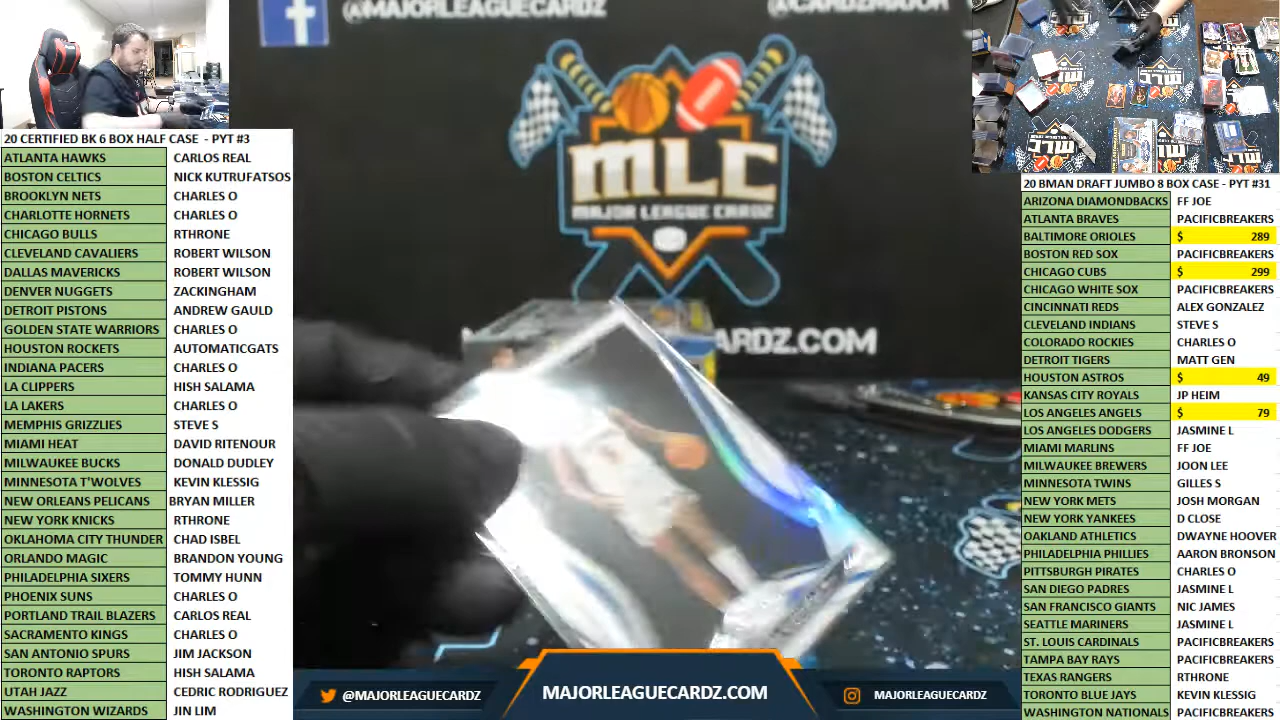 @MAJORLEAGUECARDZ
@CARDZMAJOR
20 CERTIFIED BK 6 BOX HALF CASE - PYT #3
ATLANTA HAWKS CARLOS REAL
BOSTON CELTICS NICK KUTRUFATSOS
BROOKLYN NETS CHARLES O
CHARLOTTE HORNETS CHARLES O
CHICAGO BULLS RTHRONE
CLEVELAND CAVALIERS ROBERT WILSON
DALLAS MAVERICKS ROBERT WILSON
DENVER NUGGETS ZACKINGHAM
DETROIT PISTONS ANDREW GAULD
GOLDEN STATE WARRIORS CHARLES O
HOUSTON ROCKETS AUTOMATICGATS
INDIANA PACERS CHARLES O
LA CLIPPERS HISH SALAMA
LA LAKERS CHARLES O
MEMPHIS GRIZZLIES STEVE S
MIAMI HEAT DAVID RITENOUR
MILWAUKEE BUCKS DONALD DUDLEY
MINNESOTA T'WOLVES KEVIN KLESSIG
NEW ORLEANS PELICANS BRYAN MILLER
NEW YORK KNICKS RTHRONE
OKLAHOMA CITY THUNDER CHAD ISBEL
ORLANDO MAGIC BRANDON YOUNG
PHILADELPHIA SIXERS TOMMY HUNN
PHOENIX SUNS CHARLES O
PORTLAND TRAIL BLAZERS CARLOS REAL
SACRAMENTO KINGS CHARLES O
SAN ANTONIO SPURS JIM JACKSON
TORONTO RAPTORS HISH SALAMA
UTAH JAZZ CEDRIC RODRIGUEZ
WASHINGTON WIZARDS JIN LIM
MLC
MAJOR LEAGUE CARDZ
ARDZ.COM
@MAJORLEAGUECARDZ
MAJORLEAGUECARDZ.COM
MAJORLEAGUECARDZ
20 BMAN DRAFT JUMBO 8 BOX CASE - PYT #31
ARIZONA DIAMONDBACKS FF JOE
ATLANTA BRAVES PACIFICBREAKERS
BALTIMORE ORIOLES $ 289
BOSTON RED SOX PACIFICBREAKERS
CHICAGO CUBS $ 299
CHICAGO WHITE SOX PACIFICBREAKERS
CINCINNATI REDS ALEX GONZALEZ
CLEVELAND INDIANS STEVE S
COLORADO ROCKIES CHARLES O
DETROIT TIGERS MATT GEN
HOUSTON ASTROS $ 49
KANSAS CITY ROYALS JP HEIM
LOS ANGELES ANGELS $ 79
LOS ANGELES DODGERS JASMINE L
MIAMI MARLINS FF JOE
MILWAUKEE BREWERS JOON LEE
MINNESOTA TWINS GILLES S
NEW YORK METS JOSH MORGAN
NEW YORK YANKEES D CLOSE
OAKLAND ATHLETICS DWAYNE HOOVER
PHILADELPHIA PHILLIES AARON BRONSON
PITTSBURGH PIRATES CHARLES O
SAN DIEGO PADRES JASMINE L
SAN FRANCISCO GIANTS NIC JAMES
SEATTLE MARINERS JASMINE L
ST. LOUIS CARDINALS PACIFICBREAKERS
TAMPA BAY RAYS PACIFICBREAKERS
TEXAS RANGERS RTHRONE
TORONTO BLUE JAYS KEVIN KLESSIG
WASHINGTON NATIONALS PACIFICBREAKERS